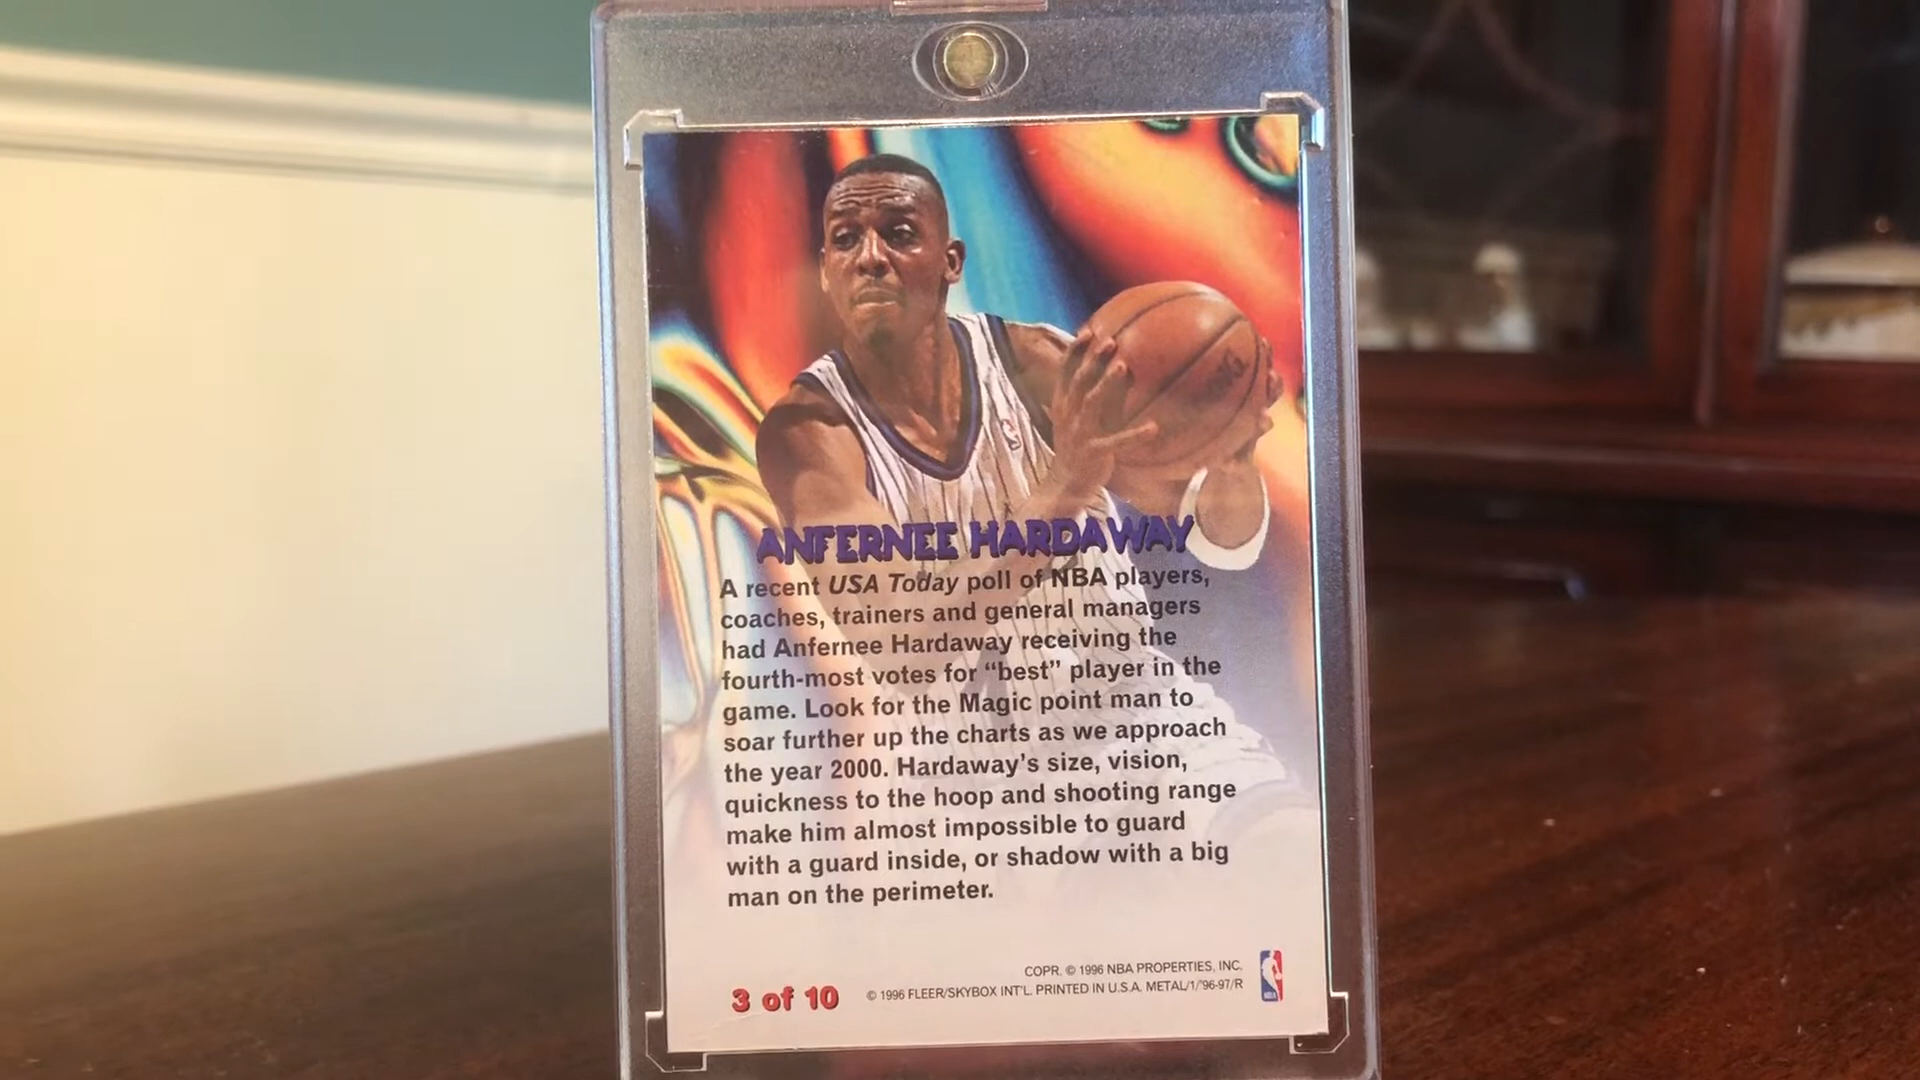 ANFERNEE HARDAWAY
A recent USA Today poll of NBA players,
coaches, trainers and general managers
had Anfernee Hardaway receiving the
fourth-most votes for “best” player in the
game. Look for the Magic point man to
soar further up the charts as we approach
the year 2000. Hardaway’s size, vision,
quickness to the hoop and shooting range
make him almost impossible to guard
with a guard inside, or shadow with a big
man on the perimeter.
COPR. © 1996 NBA PROPERTIES, INC.
3 of 10
© 1996 FLEER/SKYBOX INT'L. PRINTED IN U.S.A. METAL/1/'96-97/R
NBA